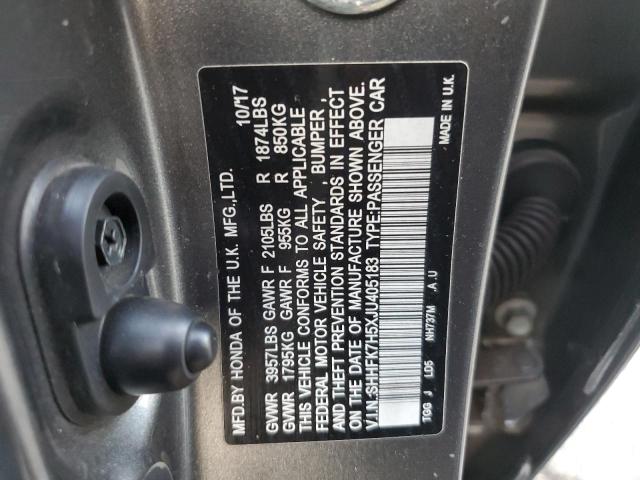 MFD.BY HONDA OF THE U.K. MFG.,LTD. 10/17
GVWR 3957LBS GAWR F 2105LBS R 1874LBS
GVWR 1795KG GAWR F 955KG R 850KG
THIS VEHICLE CONFORMS TO ALL APPLICABLE
FEDERAL MOTOR VEHICLE SAFETY , BUMPER ,
AND THEFT PREVENTION STANDARDS IN EFFECT
ON THE DATE OF MANUFACTURE SHOWN ABOVE.
V.I.N.:SHHFK7H5XJU405183 TYPE:PASSENGER CAR
TGG J LD5 NH737M .A .U MADE IN U.K.